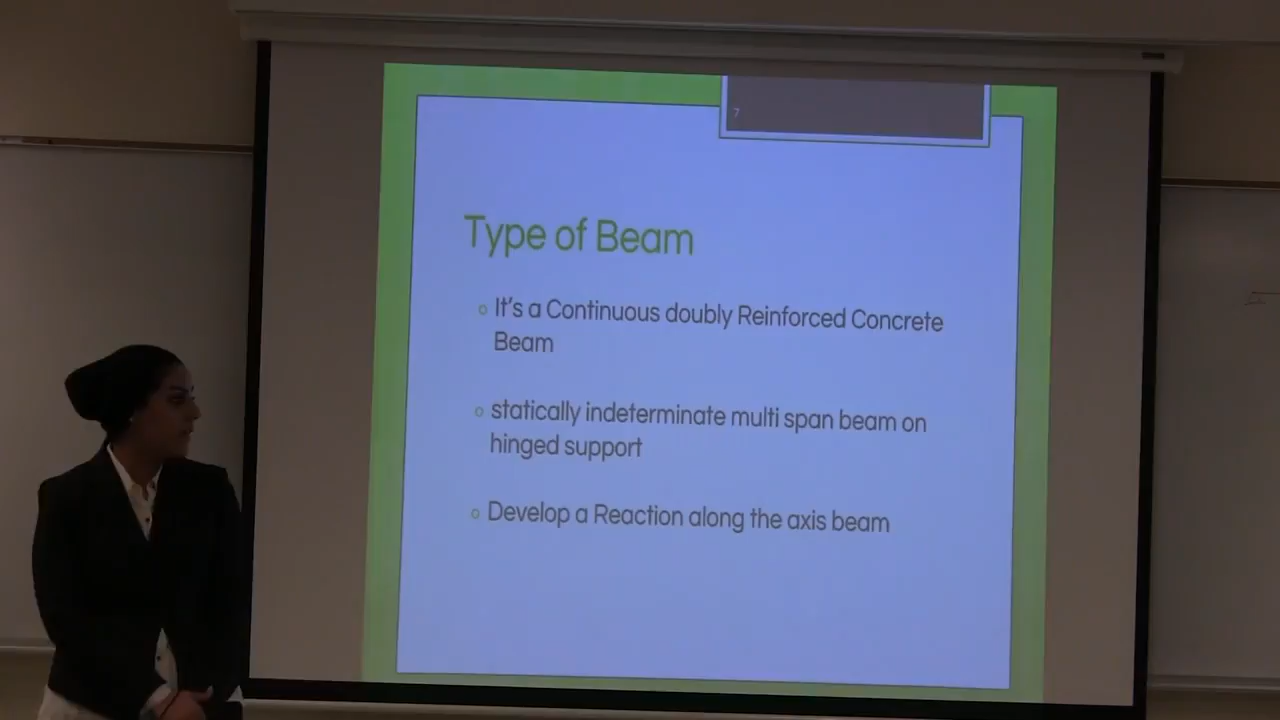 7
Type of Beam
It's a Continuous doubly Reinforced Concrete
Beam
statically indeterminate multi span beam on
hinged support
Develop a Reaction along the axis beam